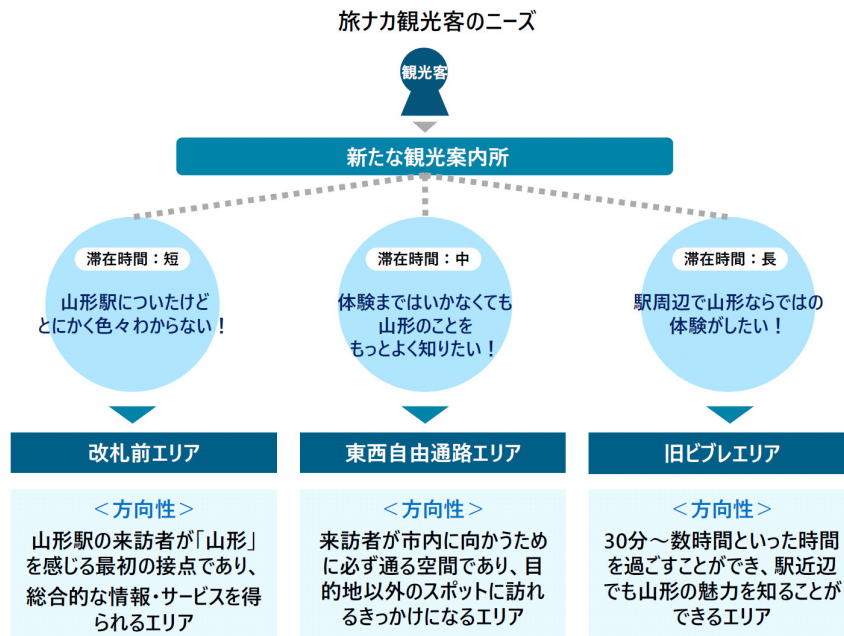 旅ナカ観光客のニーズ
観光客
新たな観光案内所
滞在時間：短
山形駅についたけど
とにかく色々わからない！
滞在時間：中
体験まではいかなくても
山形のことを
もっとよく知りたい！
滞在時間：長
駅周辺で山形ならではの
体験がしたい！
改札前エリア
＜方向性＞
山形駅の来訪者が「山形」
を感じる最初の接点であり、
総合的な情報・サービスを得
られるエリア
東西自由通路エリア
＜方向性＞
来訪者が市内に向かうため
に必ず通る空間であり、目
的地以外のスポットに訪れ
るきっかけになるエリア
旧ビブレエリア
＜方向性＞
30分～数時間といった時間
を過ごすことができ、駅近辺
でも山形の魅力を知ることが
できるエリア